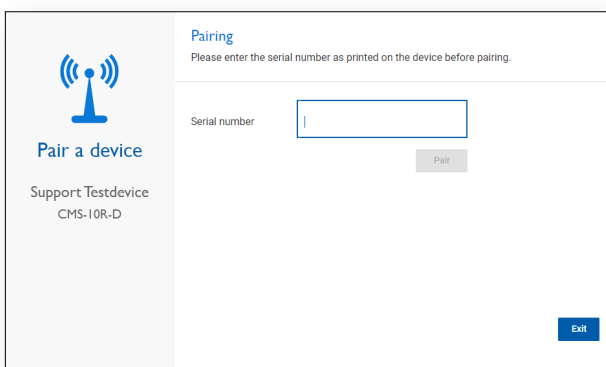 Pairing
Please enter the serial number as printed on the device before pairing.
Pair a device
Support Testdevice
CMS-10R-D
Serial number
Pair
Exit